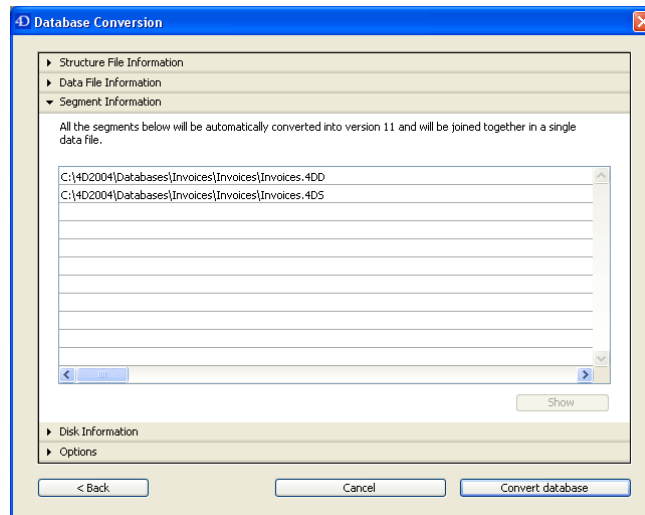 4D Database Conversion
Structure File Information
Data File Information
Segment Information
All the segments below will be automatically converted into version 11 and will be joined together in a single
data file.
C:\4D2004\Databases\Invoices\Invoices\Invoices.4DD
C:\4D2004\Databases\Invoices\Invoices\Invoices.4DS
Show
Disk Information
Options
< Back
Cancel
Convert database